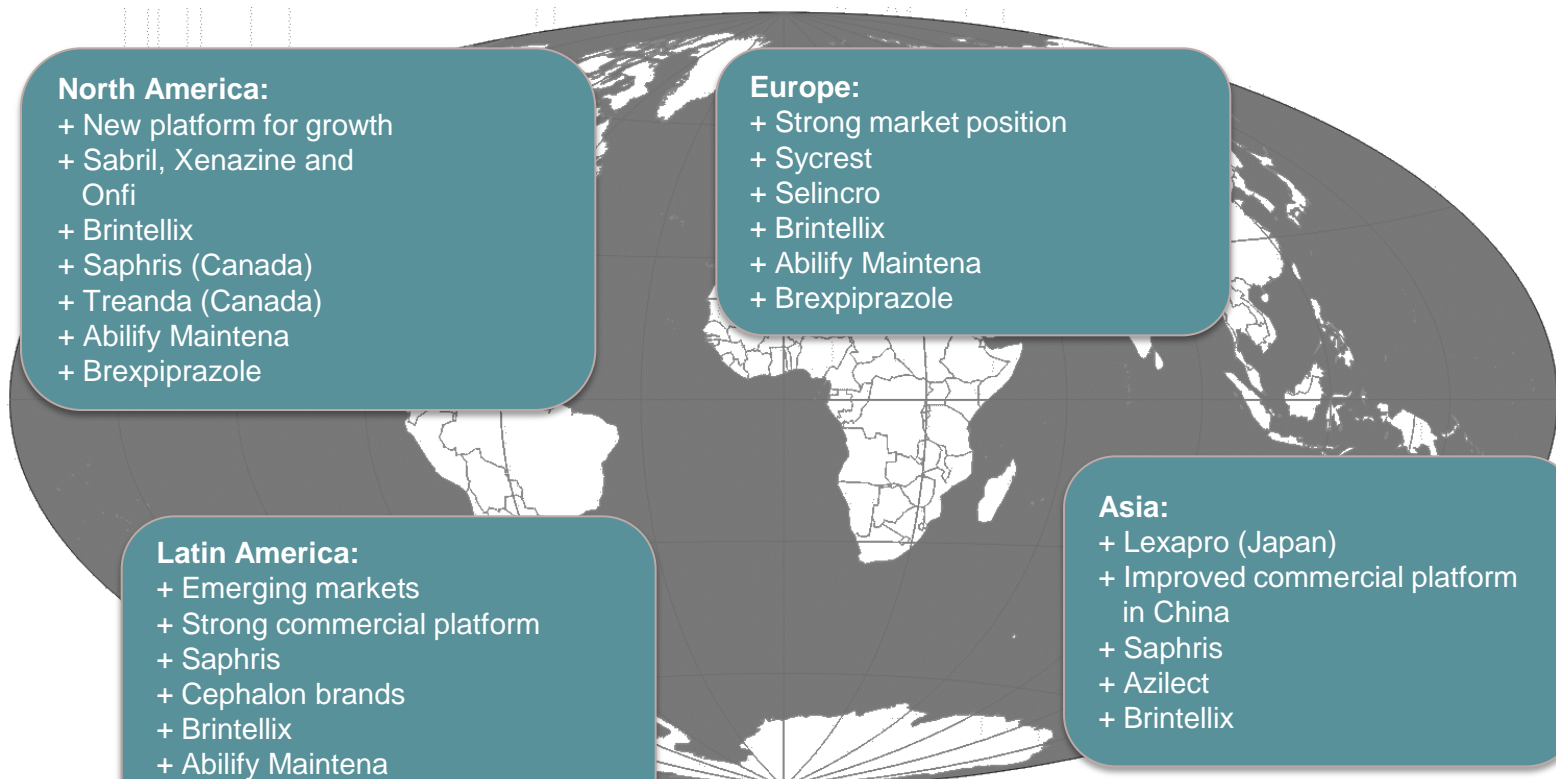 North America:
+ New platform for growth
+ Sabril, Xenazine and
Onfi
+ Brintellix
+ Saphris (Canada)
+ Treanda (Canada)
+ Abilify Maintena
+ Brexpiprazole
Europe:
+ Strong market position
+ Sycrest
+ Selincro
+ Brintellix
+ Abilify Maintena
+ Brexpiprazole
Latin America:
+ Emerging markets
+ Strong commercial platform
+ Saphris
+ Cephalon brands
+ Brintellix
+ Abilify Maintena
Asia:
+ Lexapro (Japan)
+ Improved commercial platform
in China
+ Saphris
+ Azilect
+ Brintellix